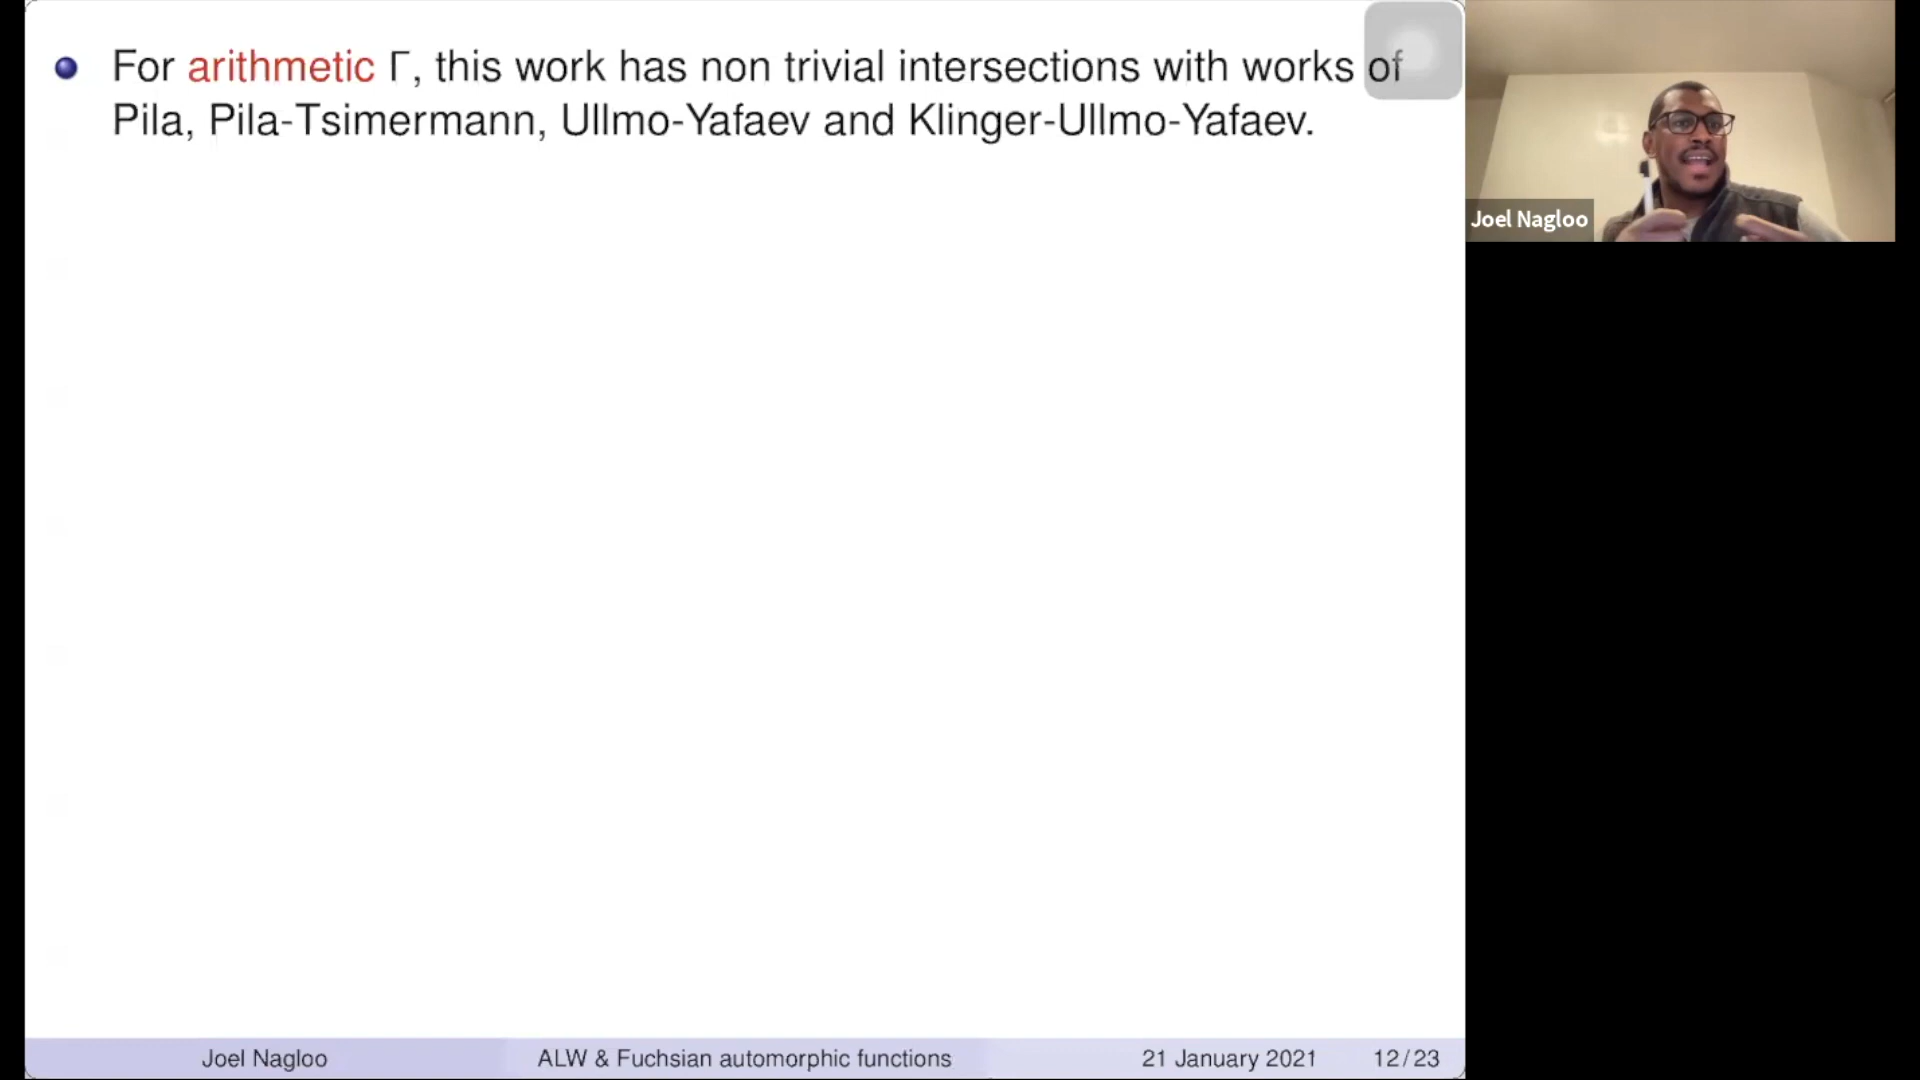 For arithmetic Γ, this work has non trivial intersections with works of
Pila, Pila-Tsimermann, Ullmo-Yafaev and Klinger-Ullmo-Yafaev.
Joel Nagloo
Joel Nagloo ALW & Fuchsian automorphic functions 21 January 2021 12/23